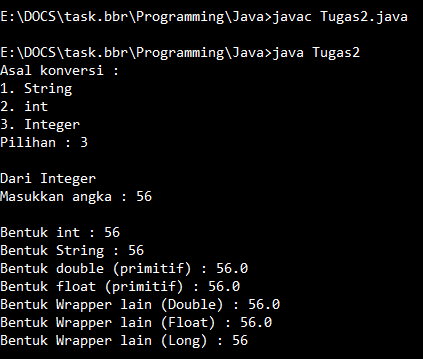 E:\DOCS\task.bbr\Programming\Java>javac Tugas2.java
E:\DOCS\task.bbr\Programming\Java>java Tugas2
Asal konversi :
1. String
2. int
3. Integer
Pilihan : 3
Dari Integer
Masukkan angka : 56
Bentuk int : 56
Bentuk String : 56
Bentuk double (primitif) : 56.0
Bentuk float (primitif) : 56.0
Bentuk Wrapper lain (Double) : 56.0
Bentuk Wrapper lain (Float) : 56.0
Bentuk Wrapper lain (Long) : 56